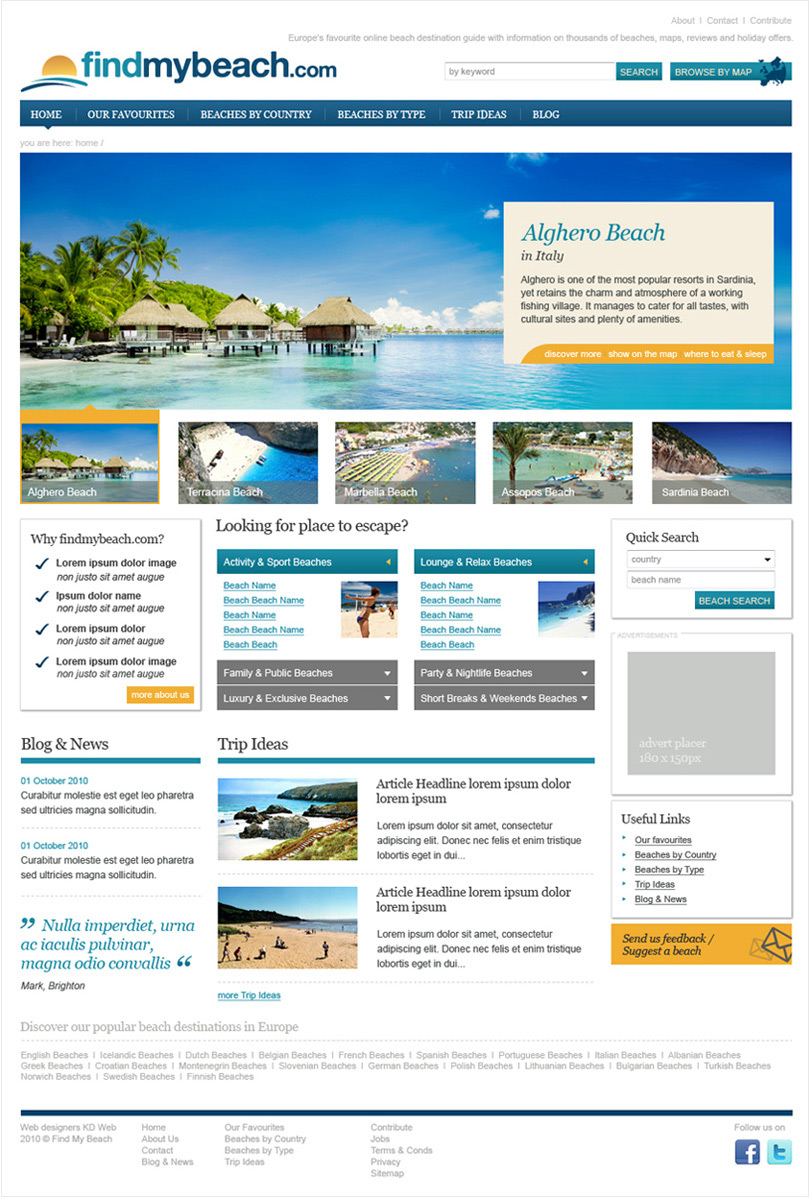 About | Contact | Contribute
Europe's favourite online beach destination guide with information on thousands of beaches, maps, reviews and holiday offers.
findmybeach.com
by keyword
SEARCH
BROWSE BY MAP
HOME
OUR FAVOURITES
BEACHES BY COUNTRY
BEACHES BY TYPE
TRIP IDEAS
BLOG
you are here: home /
Alghero Beach
in Italy
Alghero is one of the most popular resorts in Sardinia,
yet retains the charm and atmosphere of a working
fishing village. It manages to cater for all tastes, with
cultural sites and plenty of amenities.
discover more show on the map where to eat & sleep
Alghero Beach
Terracina Beach
Marbella Beach
Assopos Beach
Sardinia Beach
Why findmybeach.com?
Lorem ipsum dolor image
non justo sit amet augue
Ipsum dolor name
non justo sit amet augue
Lorem ipsum dolor
non justo sit amet augue
Lorem ipsum dolor image
non justo sit amet augue
more about us
Looking for place to escape?
Activity & Sport Beaches
Beach Name
Beach Beach Name
Beach Name
Beach Beach Name
Beach Beach
Family & Public Beaches
Luxury & Exclusive Beaches
Lounge & Relax Beaches
Beach Name
Beach Beach Name
Beach Name
Beach Beach Name
Beach Beach
Party & Nightlife Beaches
Short Breaks & Weekends Beaches
Quick Search
country
beach name
BEACH SEARCH
ADVERTISEMENTS
advert placer
180 x 150px
Blog & News
01 October 2010
Curabitur molestie est eget leo pharetra
sed ultricies magna sollicitudin.
01 October 2010
Curabitur molestie est eget leo pharetra
sed ultricies magna sollicitudin.
” Nulla imperdiet, urna
ac iaculis pulvinar,
magna odio convallis “
Mark, Brighton
Trip Ideas
Article Headline lorem ipsum dolor
lorem ipsum
Lorem ipsum dolor sit amet, consectetur
adipiscing elit. Donec nec felis et enim tristique
lobortis eget in dui...
Article Headline lorem ipsum dolor
lorem ipsum
Lorem ipsum dolor sit amet, consectetur
adipiscing elit. Donec nec felis et enim tristique
lobortis eget in dui...
more Trip Ideas
Useful Links
Our favourites
Beaches by Country
Beaches by Type
Trip Ideas
Blog & News
Send us feedback /
Suggest a beach
Discover our popular beach destinations in Europe
English Beaches | Icelandic Beaches | Dutch Beaches | Belgian Beaches | French Beaches | Spanish Beaches | Portuguese Beaches | Italian Beaches | Albanian Beaches
Greek Beaches | Croatian Beaches | Montenegrin Beaches | Slovenian Beaches | German Beaches | Polish Beaches | Lithuanian Beaches | Bulgarian Beaches | Turkish Beaches
Norwich Beaches | Swedish Beaches | Finnish Beaches
Web designers KD Web
2010 © Find My Beach
Home
About Us
Contact
Blog & News
Our Favourites
Beaches by Country
Beaches by Type
Trip Ideas
Contribute
Jobs
Terms & Conds
Privacy
Sitemap
Follow us on
f
t